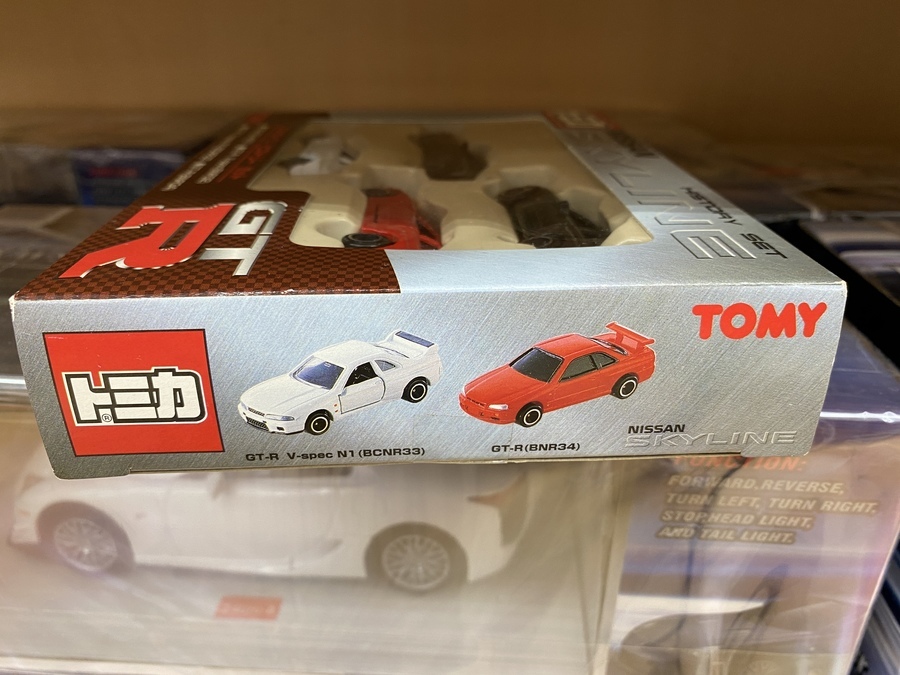 GT
R
SKYLINE
HISTORY SET
TOMY
トミカ
®
GT-R V-spec N1(BCNR33)
GT-R(BNR34)
NISSAN
SKYLINE
FUNCTION:
FORWARD,REVERSE,
TURN LEFT, TURN RIGHT,
STOP,HEAD LIGHT,
AND TAIL LIGHT.